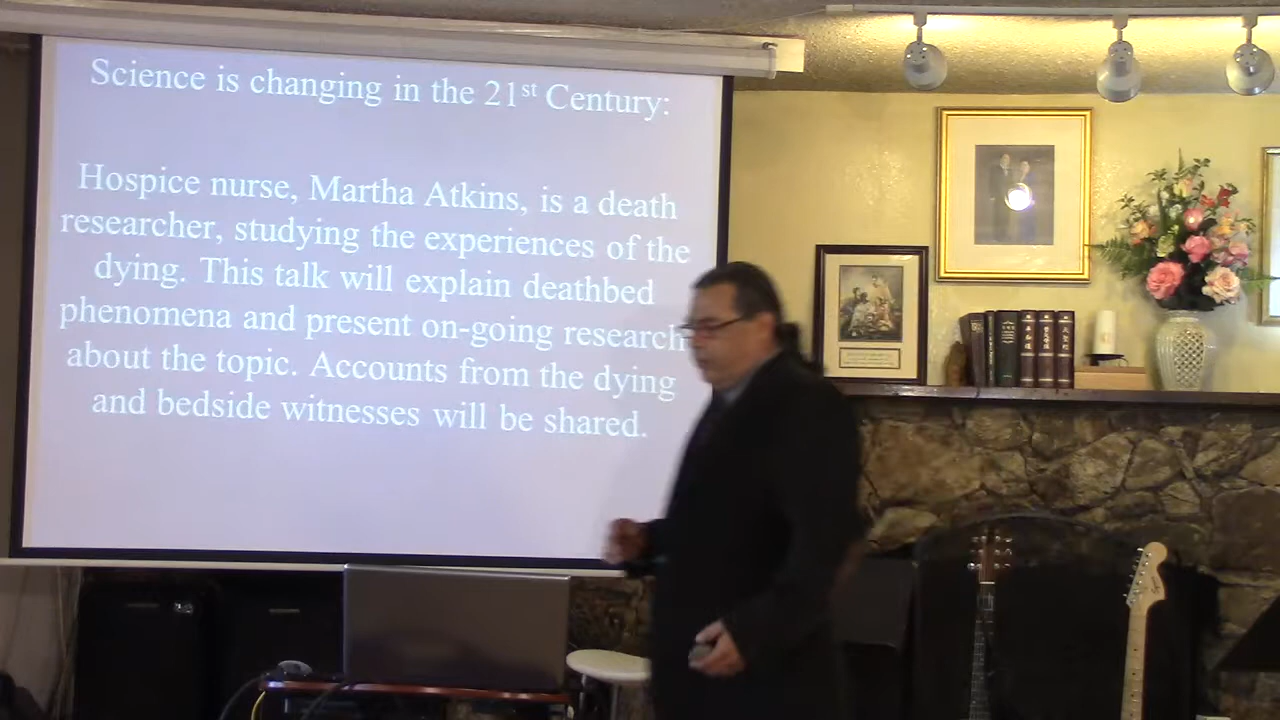 Science is changing in the 21st Century:
Hospice nurse, Martha Atkins, is a death
researcher, studying the experiences of the
dying. This talk will explain deathbed
phenomena and present on-going research
about the topic. Accounts from the dying
and bedside witnesses will be shared.